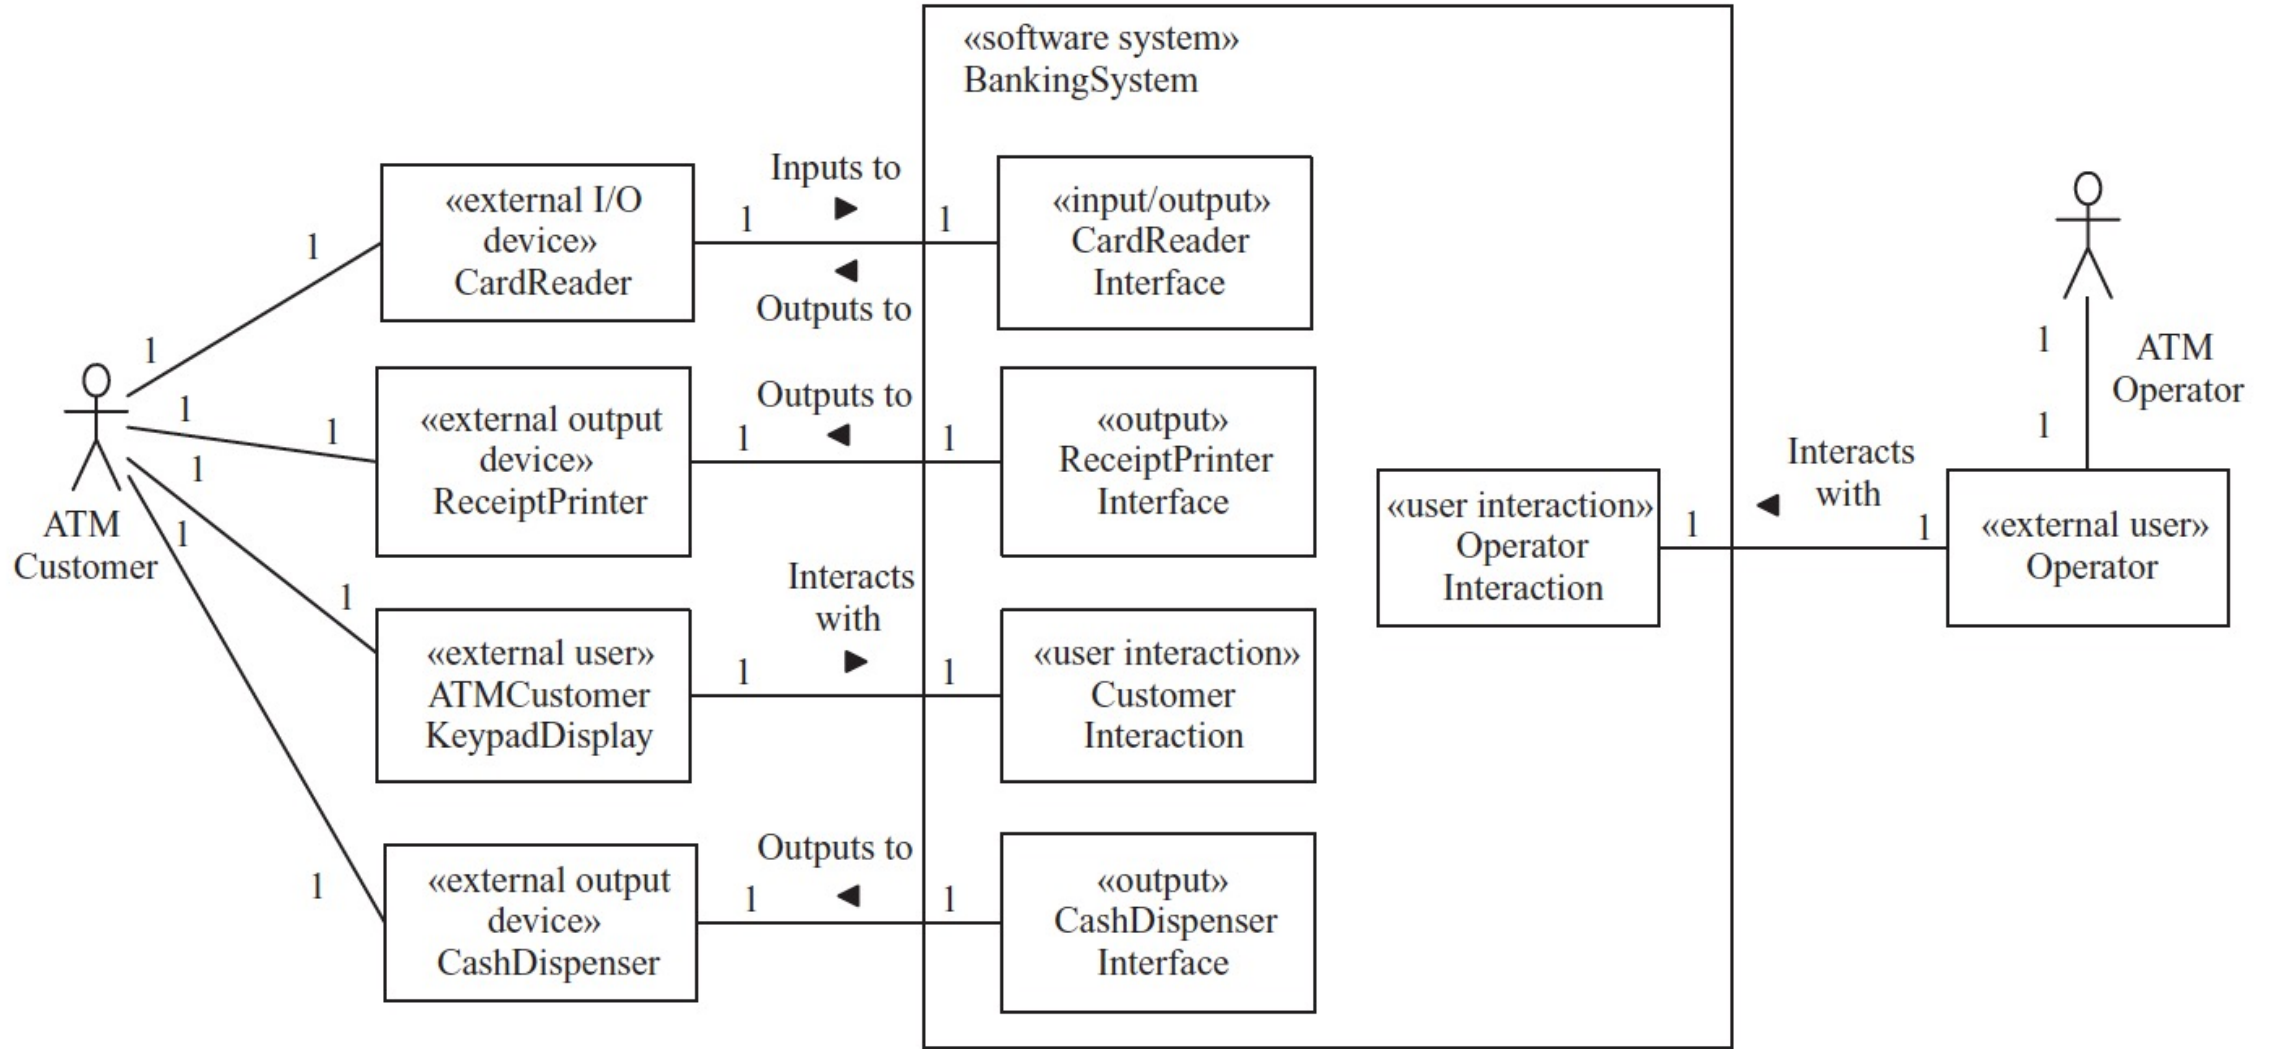 «software system»
BankingSystem
Inputs to
1
1
Outputs to
«external I/O
device»
CardReader
«input/output»
CardReader
Interface
1
1
Outputs to
1
1
«external output
device»
ReceiptPrinter
«output»
ReceiptPrinter
Interface
1
1
ATM
Customer
1
1
Interacts
with
1
1
«external user»
ATMCustomer
KeypadDisplay
«user interaction»
Customer
Interaction
1
1
Outputs to
1
1
«external output
device»
CashDispenser
«output»
CashDispenser
Interface
«user interaction»
Operator
Interaction
1
Interacts
with
1
«external user»
Operator
1
1
ATM
Operator